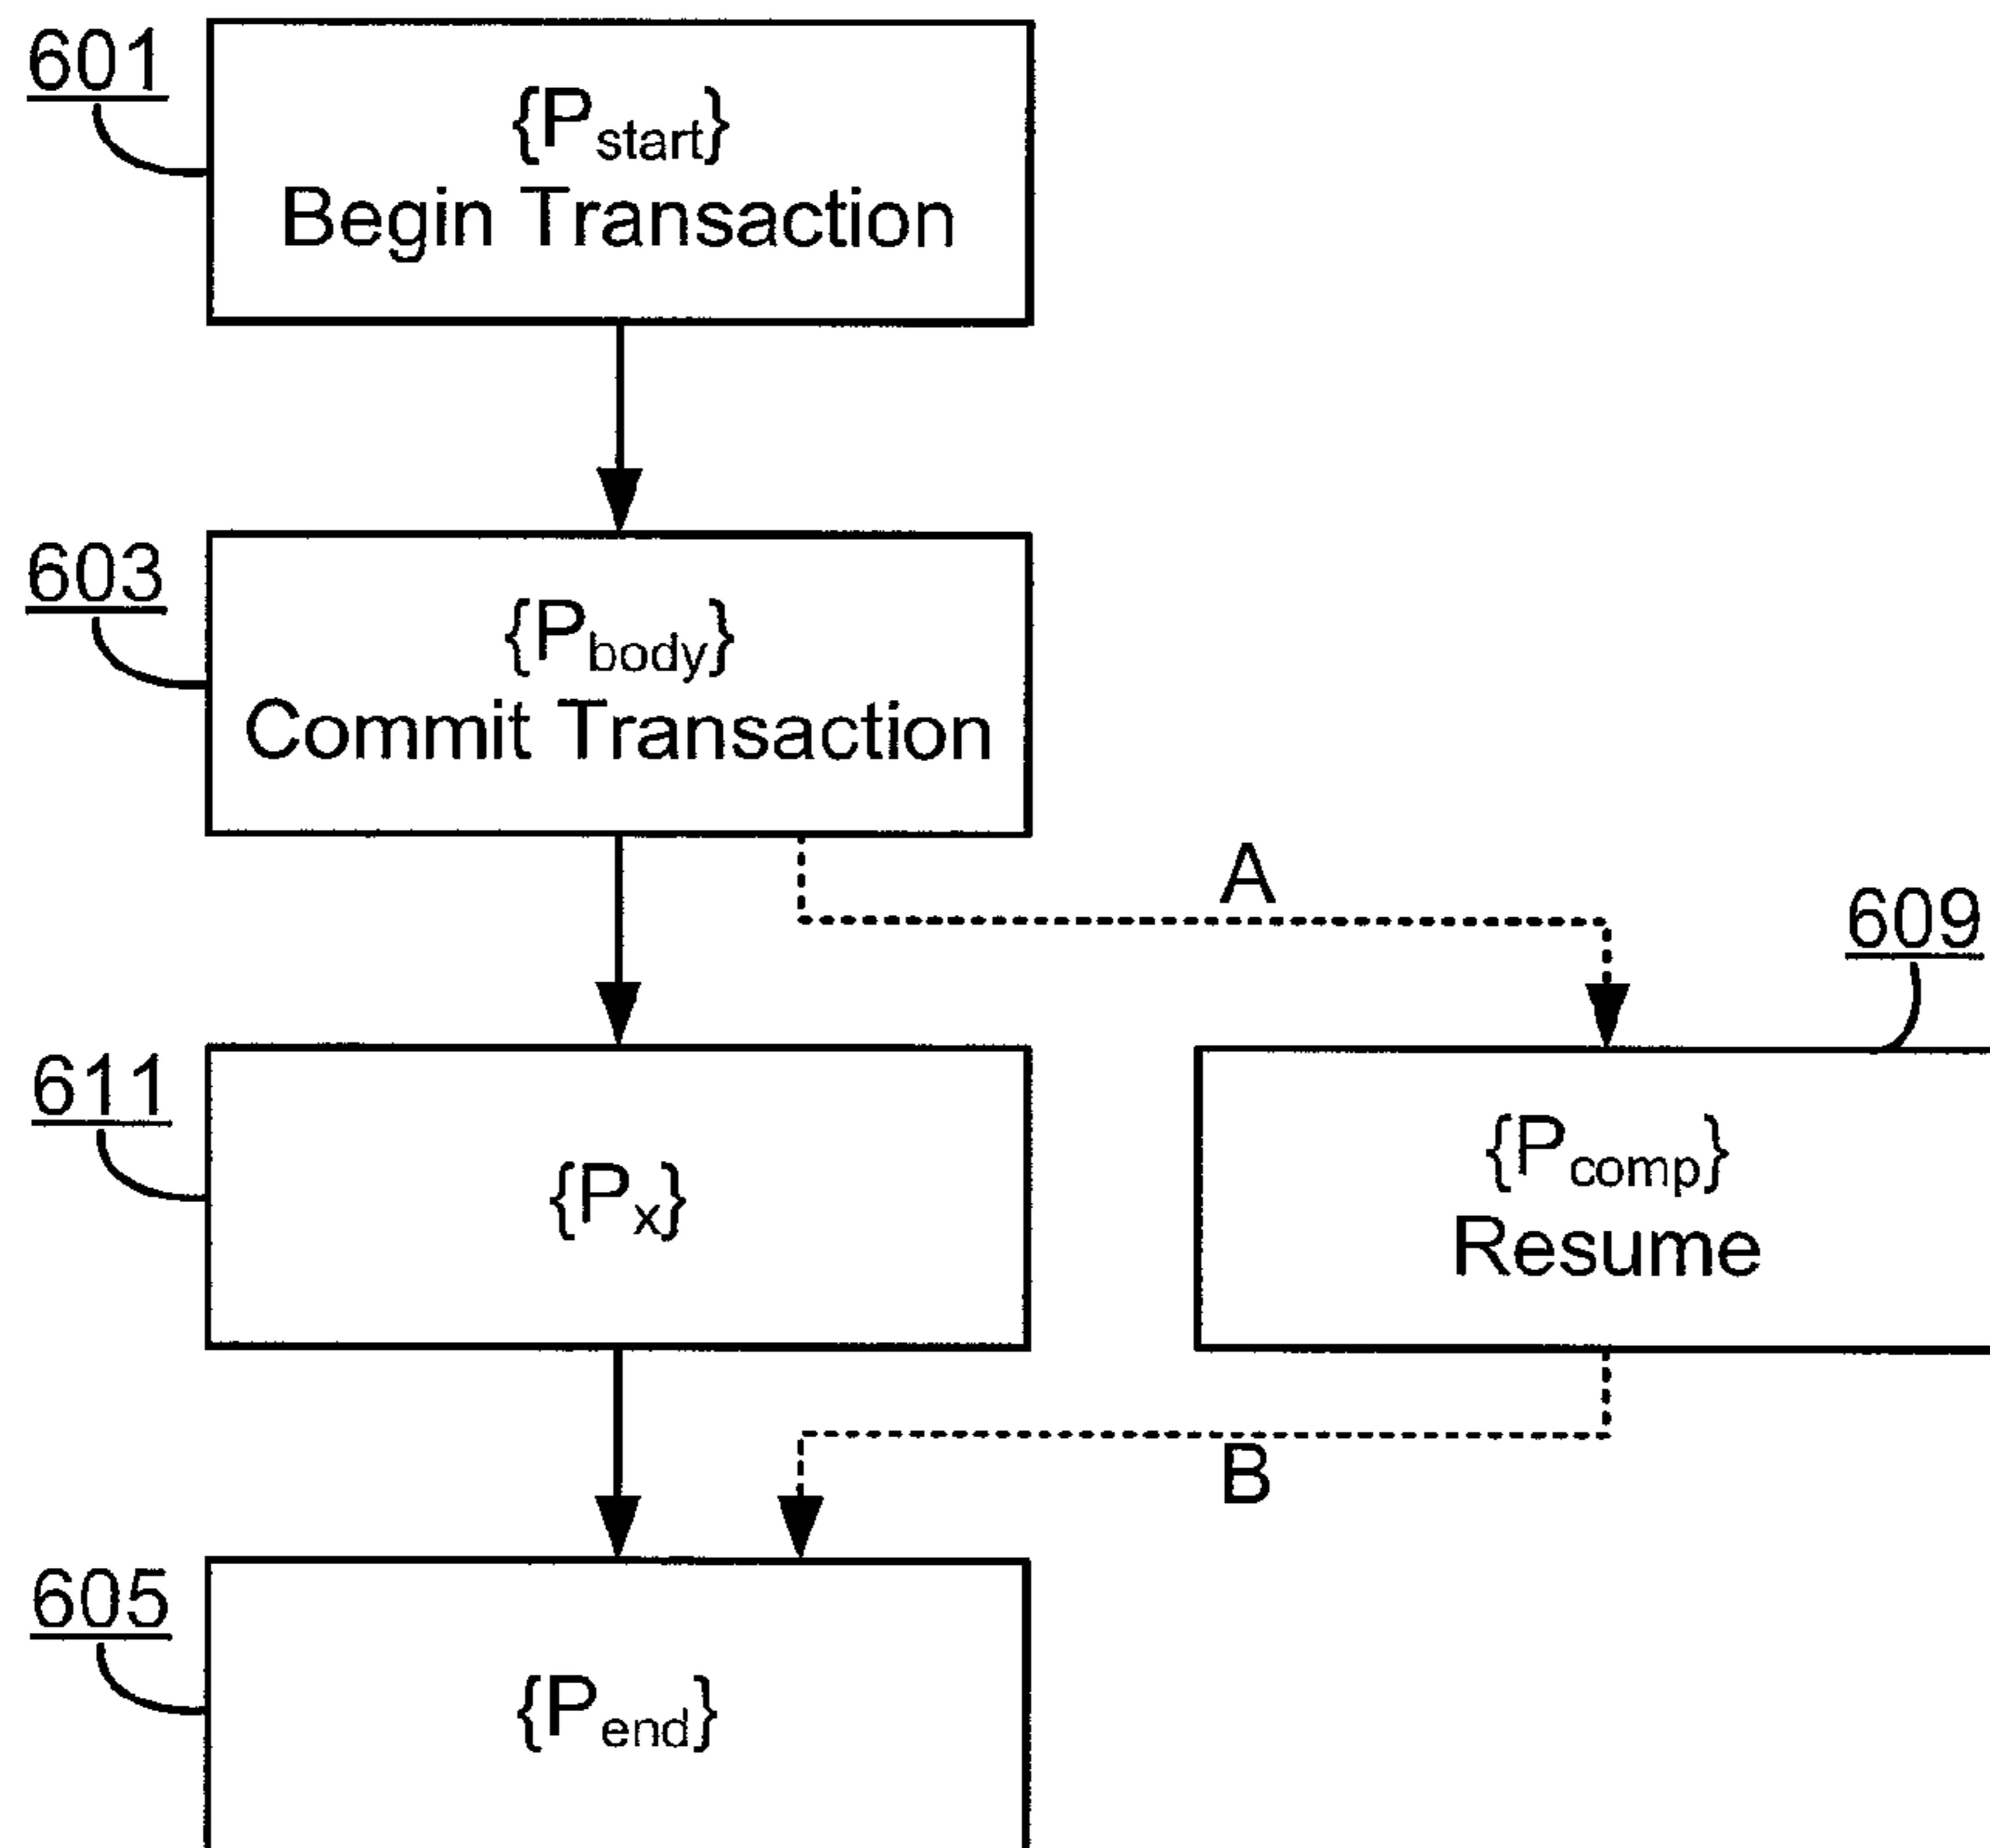 601
{Pstart}
Begin Transaction
603
{Pbody}
Commit Transaction
A
609
611
{Px}
{Pcomp}
Resume
B
605
{Pend}